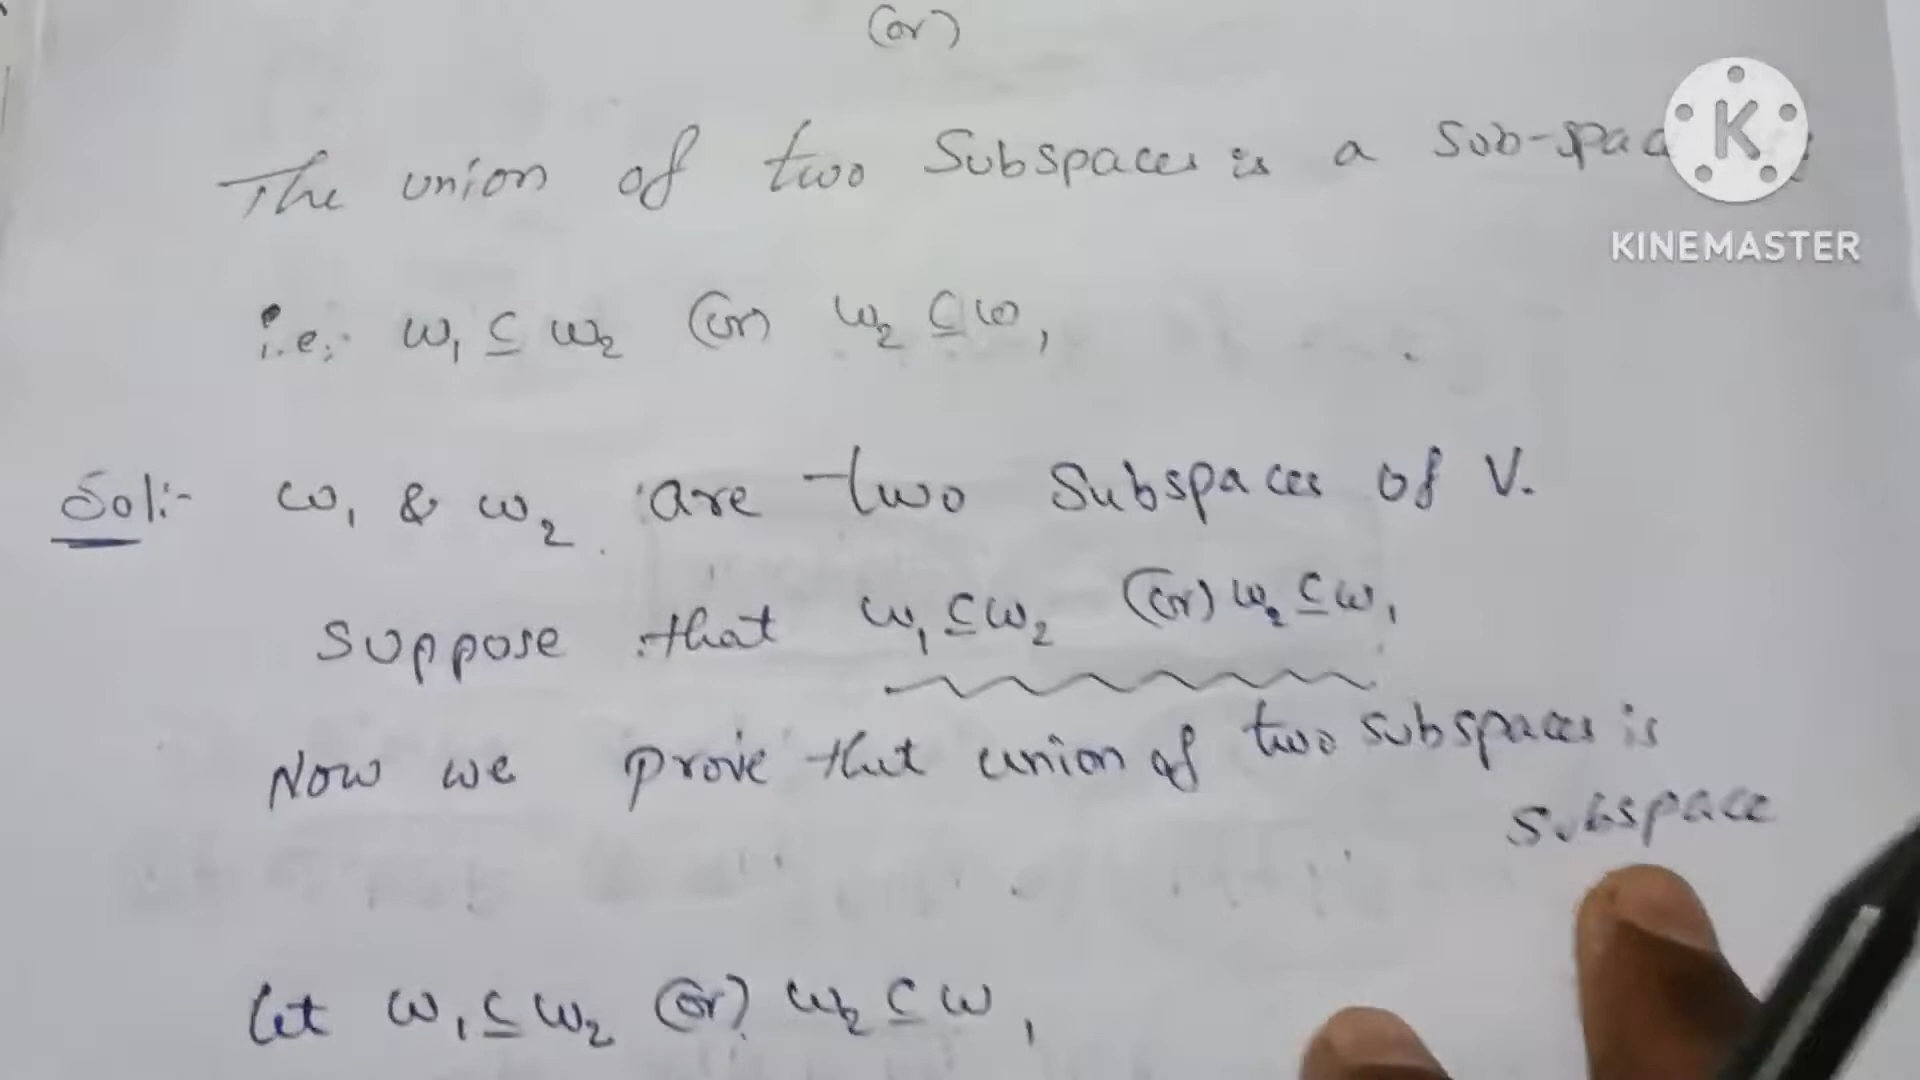 (or)
The union of two Subspaces is a Sub-spac
KINEMASTER
i.e; W₁ ⊆ W₂ (or) W₂ ⊆ W₁
Sol:- W₁ & W₂ are two Subspaces of V.
Suppose that W₁ ⊆ W₂ (or) W₂ ⊆ W₁
Now we prove that union of two subspaces is
subspace
let W₁ ⊆ W₂ (or) W₂ ⊆ W₁